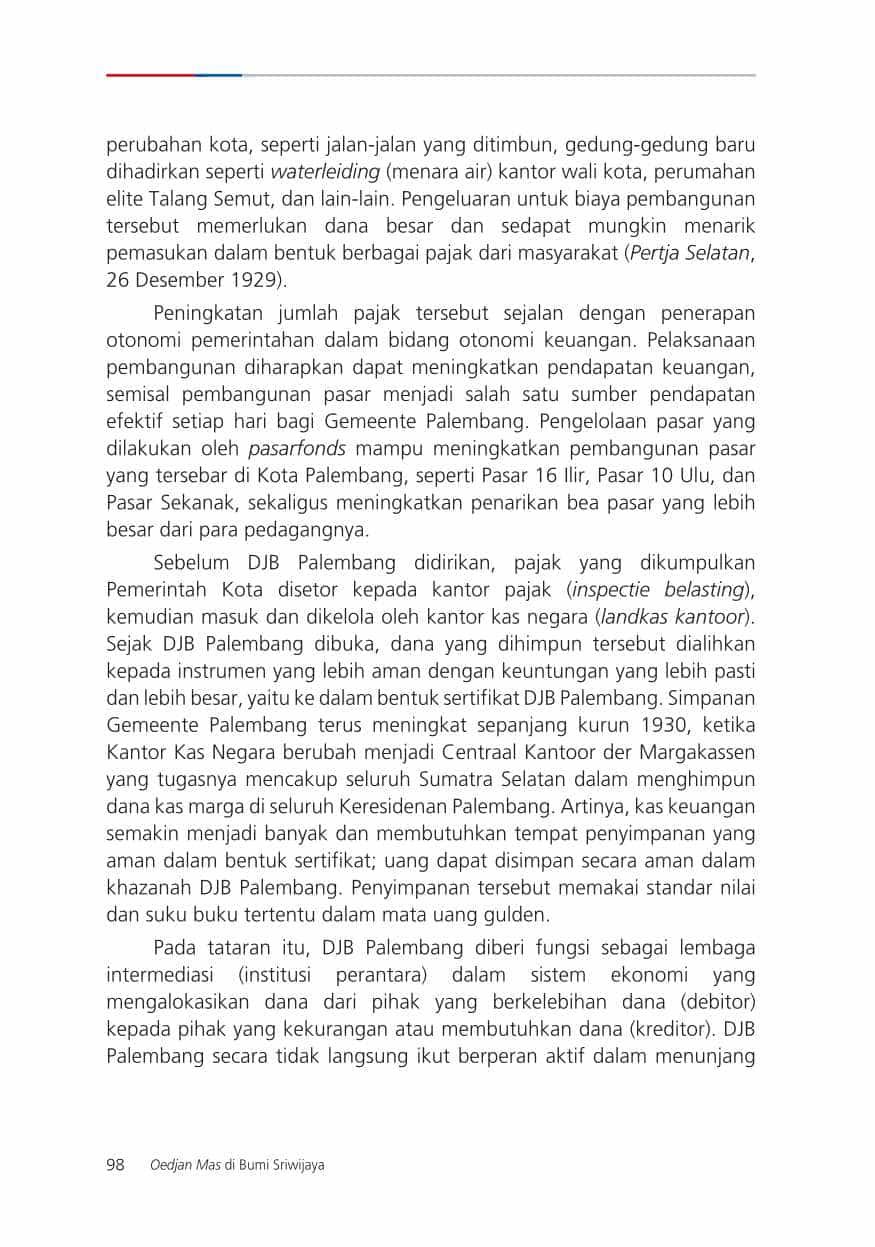 perubahan kota, seperti jalan-jalan yang ditimbun, gedung-gedung baru
dihadirkan seperti waterleiding (menara air) kantor wali kota, perumahan
elite Talang Semut, dan lain-lain. Pengeluaran untuk biaya pembangunan
tersebut memerlukan dana besar dan sedapat mungkin menarik
pemasukan dalam bentuk berbagai pajak dari masyarakat (Pertja Selatan,
26 Desember 1929).
Peningkatan jumlah pajak tersebut sejalan dengan penerapan
otonomi pemerintahan dalam bidang otonomi keuangan. Pelaksanaan
pembangunan diharapkan dapat meningkatkan pendapatan keuangan,
semisal pembangunan pasar menjadi salah satu sumber pendapatan
efektif setiap hari bagi Gemeente Palembang. Pengelolaan pasar yang
dilakukan oleh pasarfonds mampu meningkatkan pembangunan pasar
yang tersebar di Kota Palembang, seperti Pasar 16 Ilir, Pasar 10 Ulu, dan
Pasar Sekanak, sekaligus meningkatkan penarikan bea pasar yang lebih
besar dari para pedagangnya.
Sebelum DJB Palembang didirikan, pajak yang dikumpulkan
Pemerintah Kota disetor kepada kantor pajak (inspectie belasting),
kemudian masuk dan dikelola oleh kantor kas negara (landkas kantoor).
Sejak DJB Palembang dibuka, dana yang dihimpun tersebut dialihkan
kepada instrumen yang lebih aman dengan keuntungan yang lebih pasti
dan lebih besar, yaitu ke dalam bentuk sertifikat DJB Palembang. Simpanan
Gemeente Palembang terus meningkat sepanjang kurun 1930, ketika
Kantor Kas Negara berubah menjadi Centraal Kantoor der Margakassen
yang tugasnya mencakup seluruh Sumatra Selatan dalam menghimpun
dana kas marga di seluruh Keresidenan Palembang. Artinya, kas keuangan
semakin menjadi banyak dan membutuhkan tempat penyimpanan yang
aman dalam bentuk sertifikat; uang dapat disimpan secara aman dalam
khazanah DJB Palembang. Penyimpanan tersebut memakai standar nilai
dan suku buku tertentu dalam mata uang gulden.
Pada tataran itu, DJB Palembang diberi fungsi sebagai lembaga
intermediasi (institusi perantara) dalam sistem ekonomi yang
mengalokasikan dana dari pihak yang berkelebihan dana (debitor)
kepada pihak yang kekurangan atau membutuhkan dana (kreditor). DJB
Palembang secara tidak langsung ikut berperan aktif dalam menunjang
98 Oedjan Mas di Bumi Sriwijaya